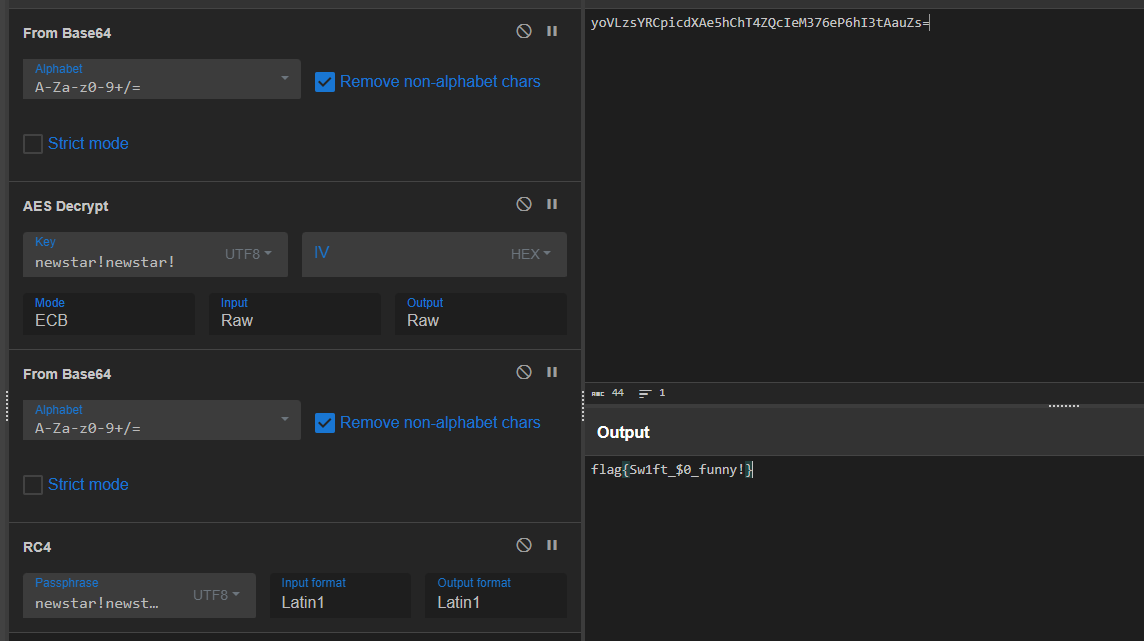 From Base64
Alphabet
A-Za-z0-9+/=
Remove non-alphabet chars
Strict mode
AES Decrypt
Key
newstar!newstar!
UTF8
IV
HEX
Mode
ECB
Input
Raw
Output
Raw
From Base64
Alphabet
A-Za-z0-9+/=
Remove non-alphabet chars
Strict mode
RC4
Passphrase
newstar!newst…
UTF8
Input format
Latin1
Output format
Latin1
yoVLzsYRCpicdXAe5hChT4ZQcIeM376eP6hI3tAauZs=
ABC 44 1
Output
flag{Sw1ft_$0_funny!}